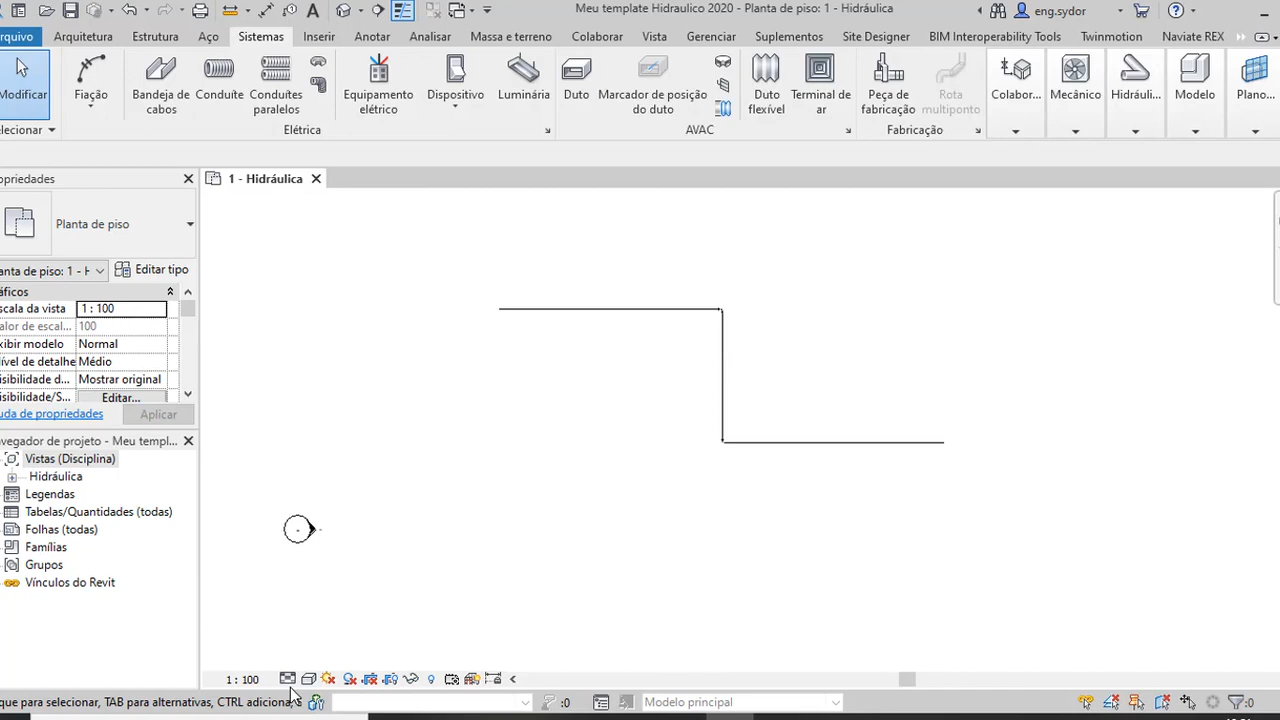 Meu template Hidraulico 2020 - Planta de piso: 1 - Hidráulica
eng.sydor
rquivo Arquitetura Estrutura Aço Sistemas Inserir Anotar Analisar Massa e terreno Colaborar Vista Gerenciar Suplementos Site Designer BIM Interoperability Tools Twinmotion Naviate REX
Modificar Fiação Bandeja de cabos Conduíte Conduítes paralelos Equipamento elétrico Dispositivo Luminária Duto Marcador de posição do duto Duto flexível Terminal de ar Peça de fabricação Rota multiponto Colabor... Mecânico Hidráuli... Modelo Plano...
elecionar Elétrica AVAC Fabricação
opriedades
1 - Hidráulica
Planta de piso
anta de piso: 1 - H Editar tipo
áficos
scala da vista 1 : 100
alor de escal... 100
xibir modelo Normal
ível de detalhe Médio
isibilidade d... Mostrar original
isibilidade/S... Editar...
uda de propriedades Aplicar
avegador de projeto - Meu templ...
Vistas (Disciplina)
Hidráulica
Legendas
Tabelas/Quantidades (todas)
Folhas (todas)
Famílias
Grupos
Vínculos do Revit
1 : 100
que para selecionar, TAB para alternativas, CTRL adiciona
:0
Modelo principal
:0